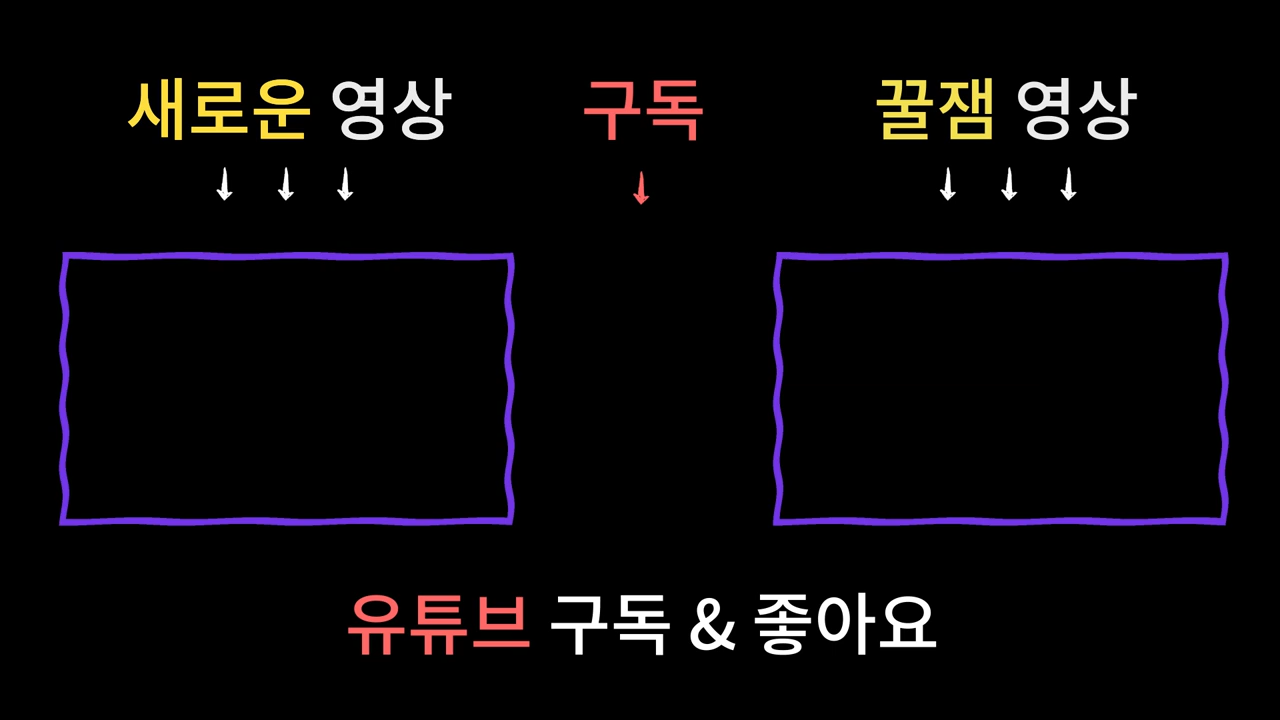 새로운 영상
구독
꿀잼 영상
유튜브 구독 & 좋아요